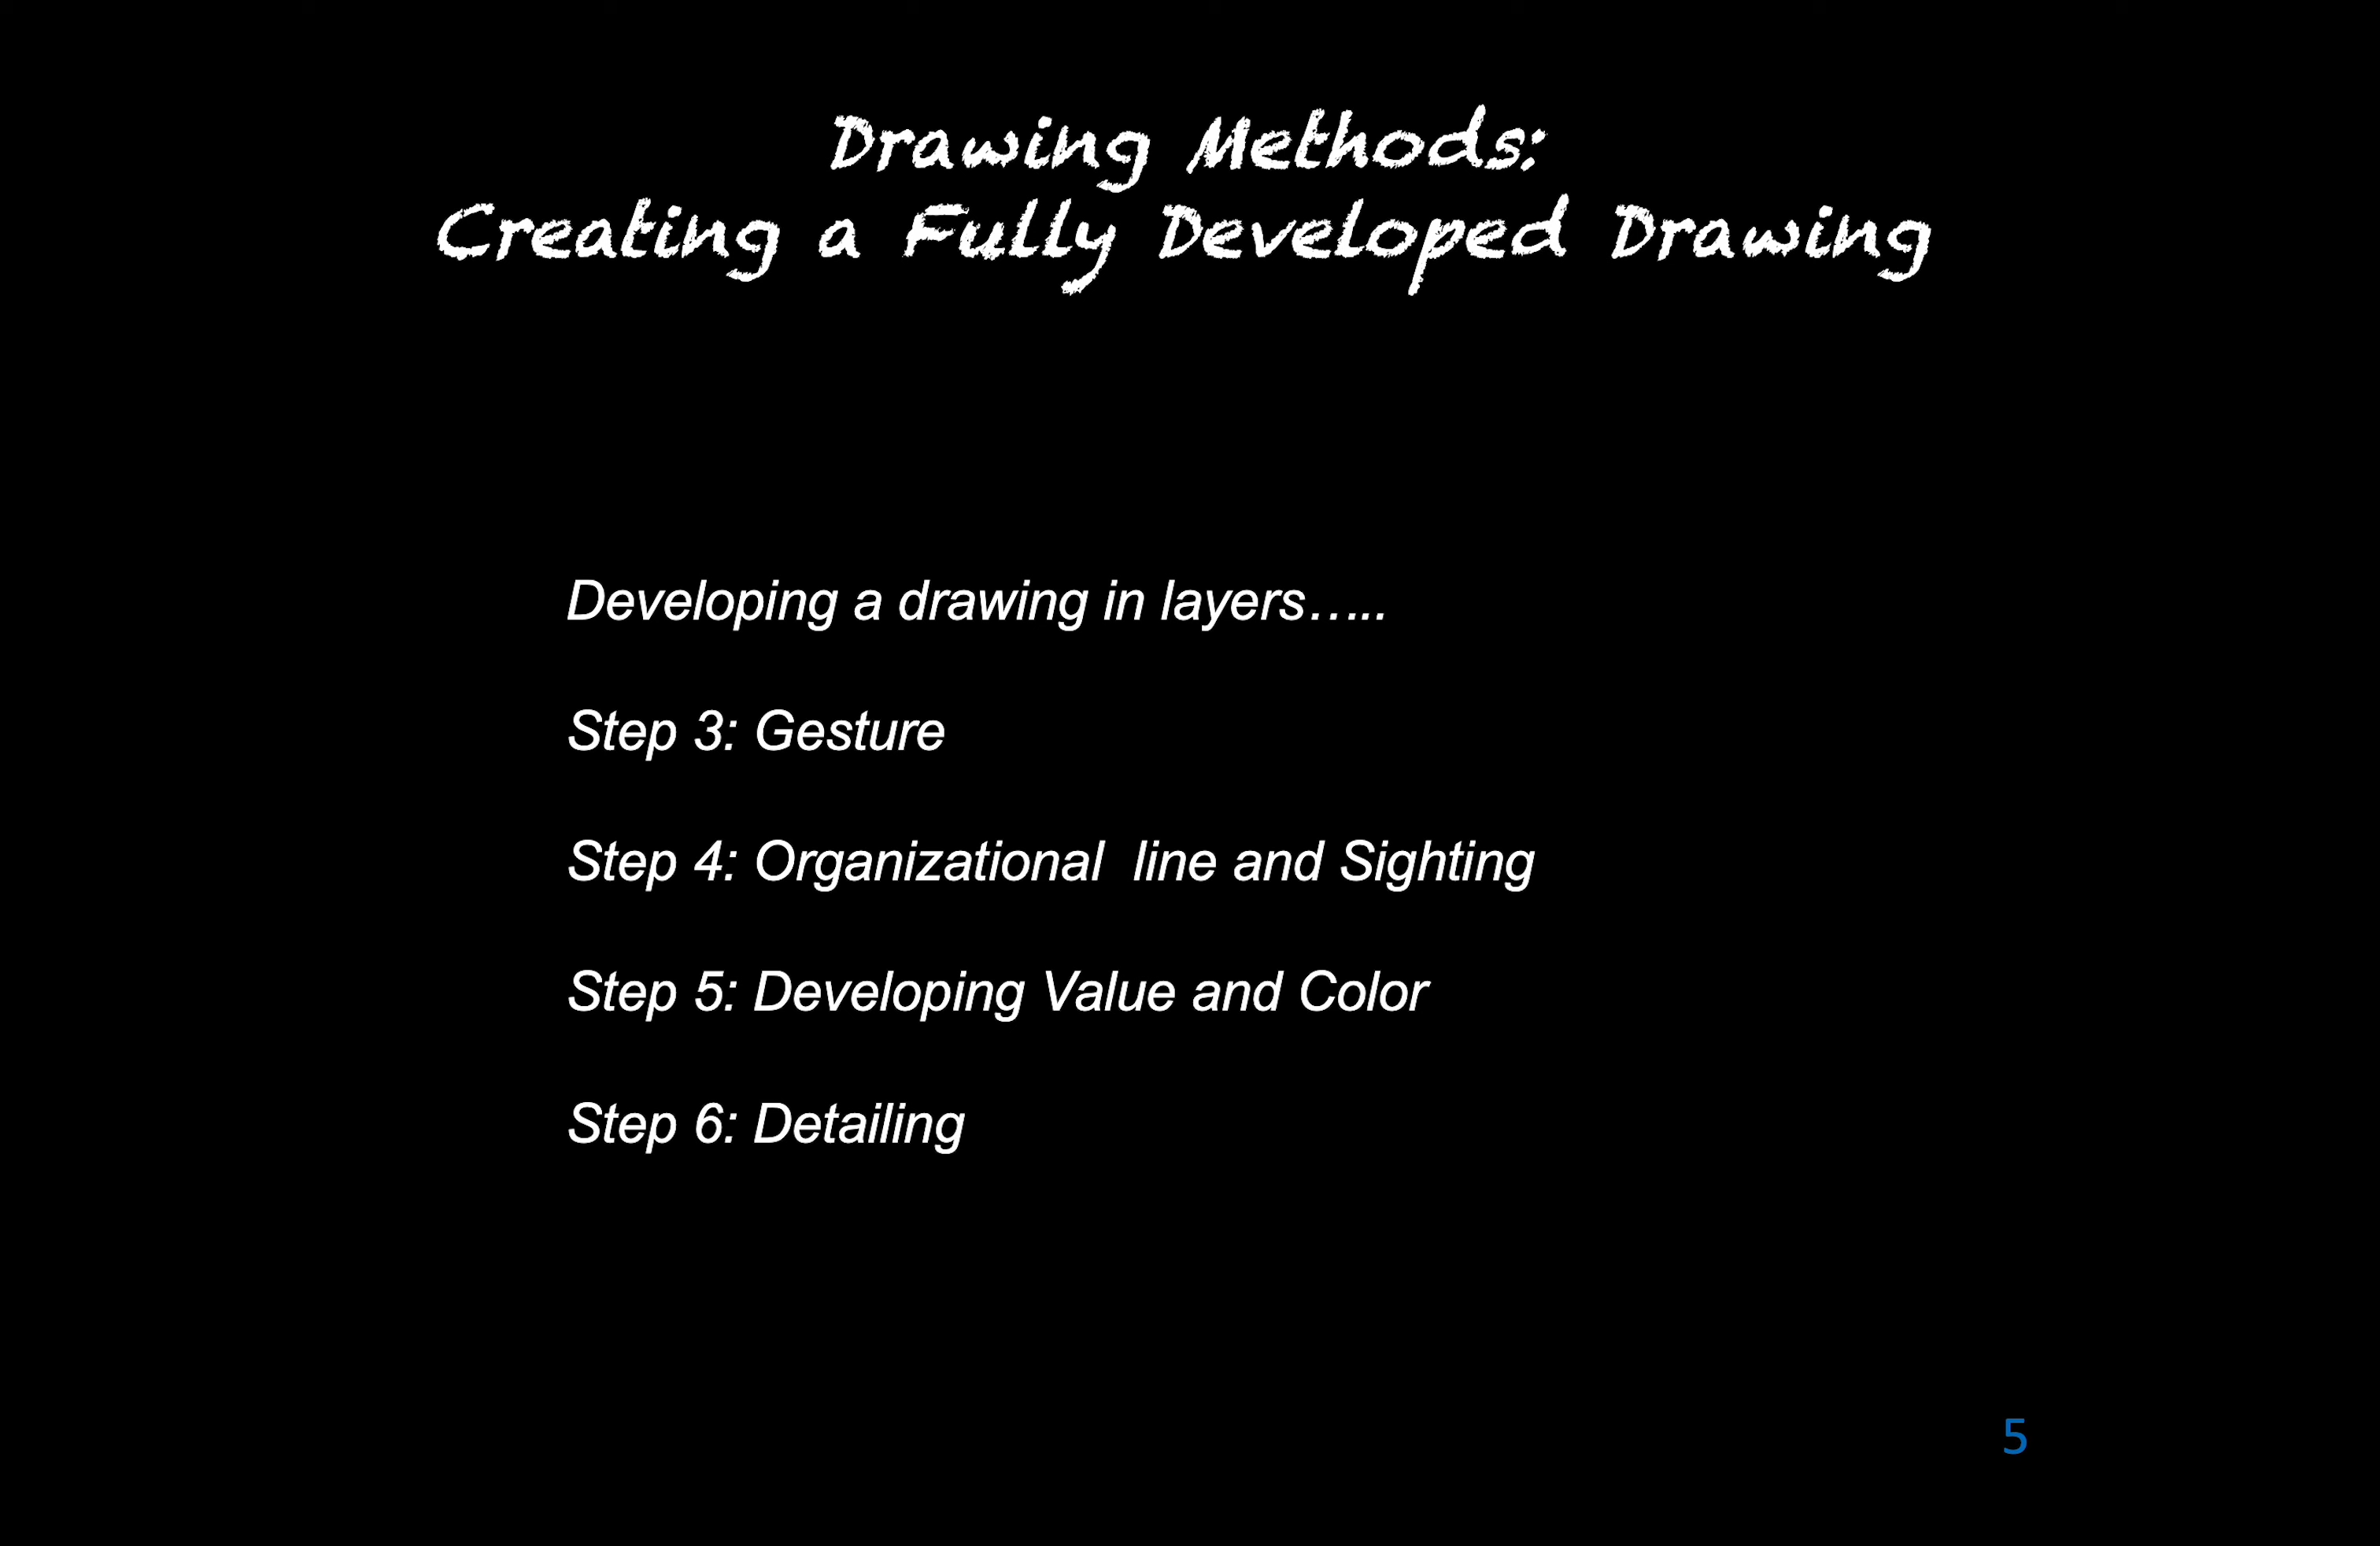 Drawing Methods:
Creating a Fully Developed Drawing
Developing a drawing in layers…..
Step 3: Gesture
Step 4: Organizational  line and Sighting
Step 5: Developing Value and Color
Step 6: Detailing
5